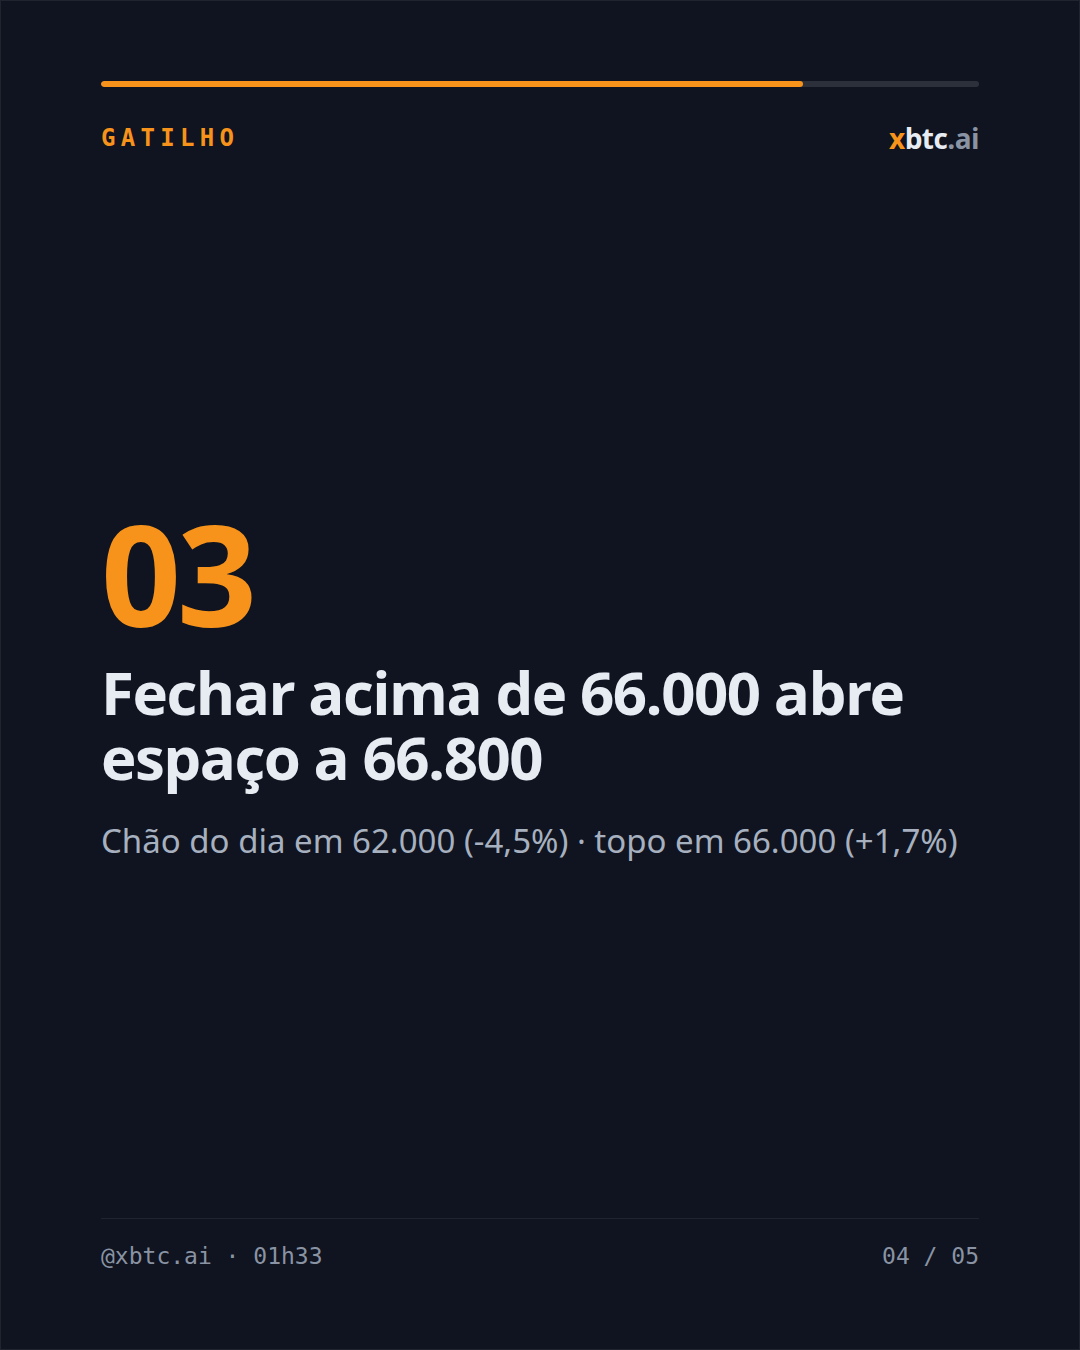 GATILHO
xbtc.ai
03
Fechar acima de 66.000 abre
espaço a 66.800
Chão do dia em 62.000 (-4,5%) · topo em 66.000 (+1,7%)
@xbtc.ai · 01h33
04 / 05